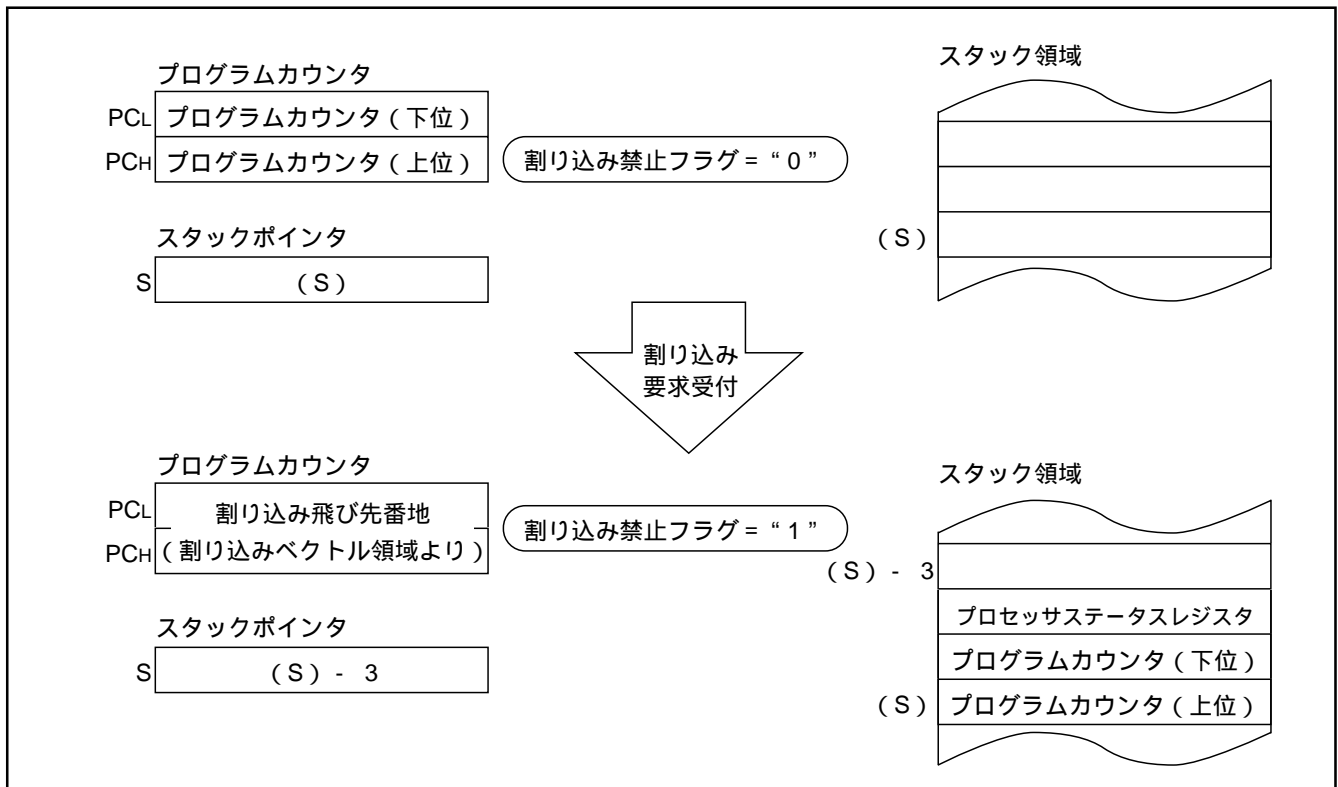 プログラムカウンタ
PCL プログラムカウンタ（下位）
PCH プログラムカウンタ（上位）
割り込み禁止フラグ＝“０”
スタックポインタ
S （S）
スタック領域
（S）
割り込み
要求受付
プログラムカウンタ
PCL 割り込み飛び先番地
PCH （割り込みベクトル領域より）
割り込み禁止フラグ＝“１”
スタックポインタ
S （S）- 3
スタック領域
（S）- 3
プロセッサステータスレジスタ
プログラムカウンタ（下位）
（S） プログラムカウンタ（上位）